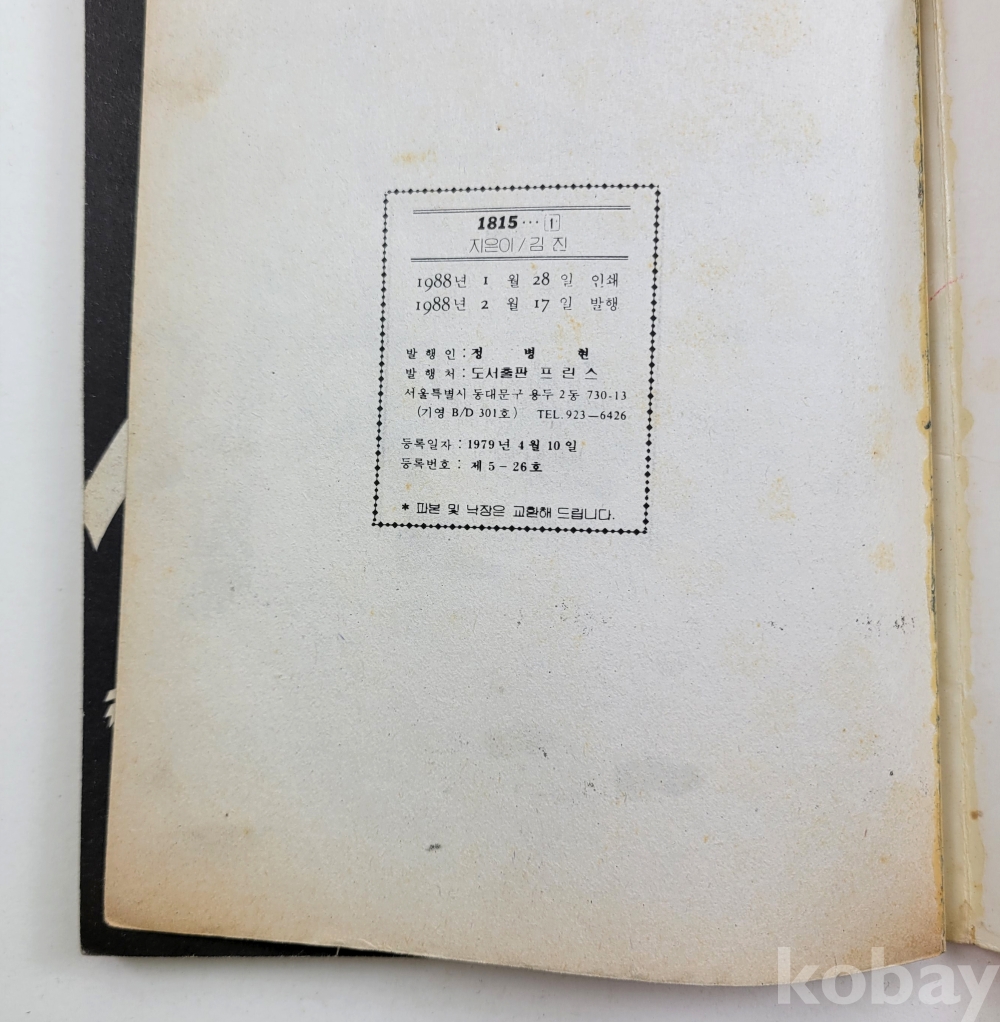 1815… 1
지은이/김 진
1988년 1 월 28 일 인쇄
1988년 2 월 17 일 발행
발 행 인 : 정 병 현
발 행 처 : 도서출판 프 린 스
서울특별시 동대문구 용두 2동 730-13
(기영 B/D 301호) TEL. 923—6426
등록일자 : 1979 년 4 월 10 일
등록번호 : 제 5 – 26 호
* 파본 및 낙장은 교환해 드립니다.
kobay